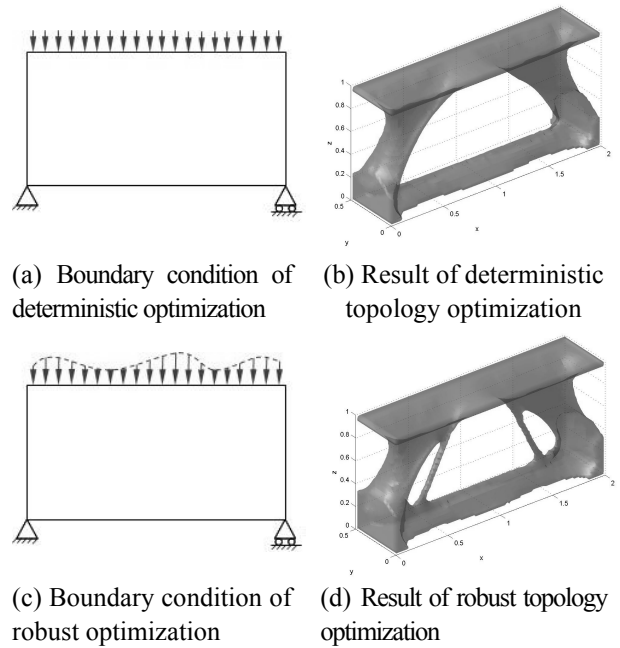 1
0.8
0.6
z
0.4
0.2
0
0.5
y
0
0
0.5
x
1
1.5
2
(a) Boundary condition of
deterministic optimization
(b) Result of deterministic
topology optimization
1
0.8
0.6
z
0.4
0.2
0
0.5
y
0
0
0.5
x
1
1.5
2
(c) Boundary condition of
robust optimization
(d) Result of robust topology
optimization